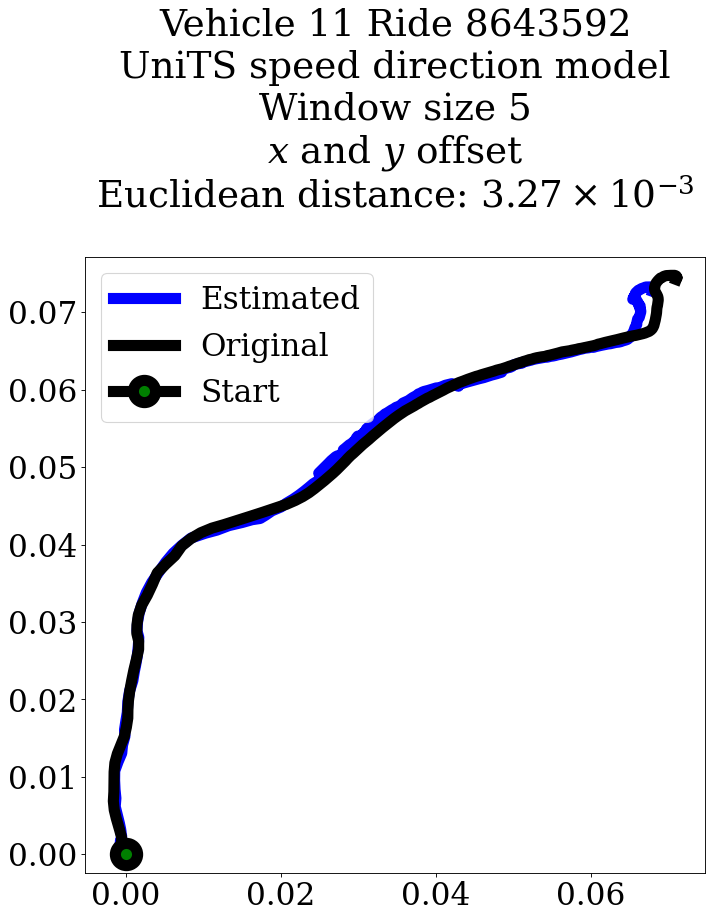 Vehicle 11 Ride 8643592
UniTS speed direction model
Window size 5
x and y offset
Euclidean distance: 3.27 × 10⁻³
Estimated
Original
Start
0.07
0.06
0.05
0.04
0.03
0.02
0.01
0.00
0.00 0.02 0.04 0.06